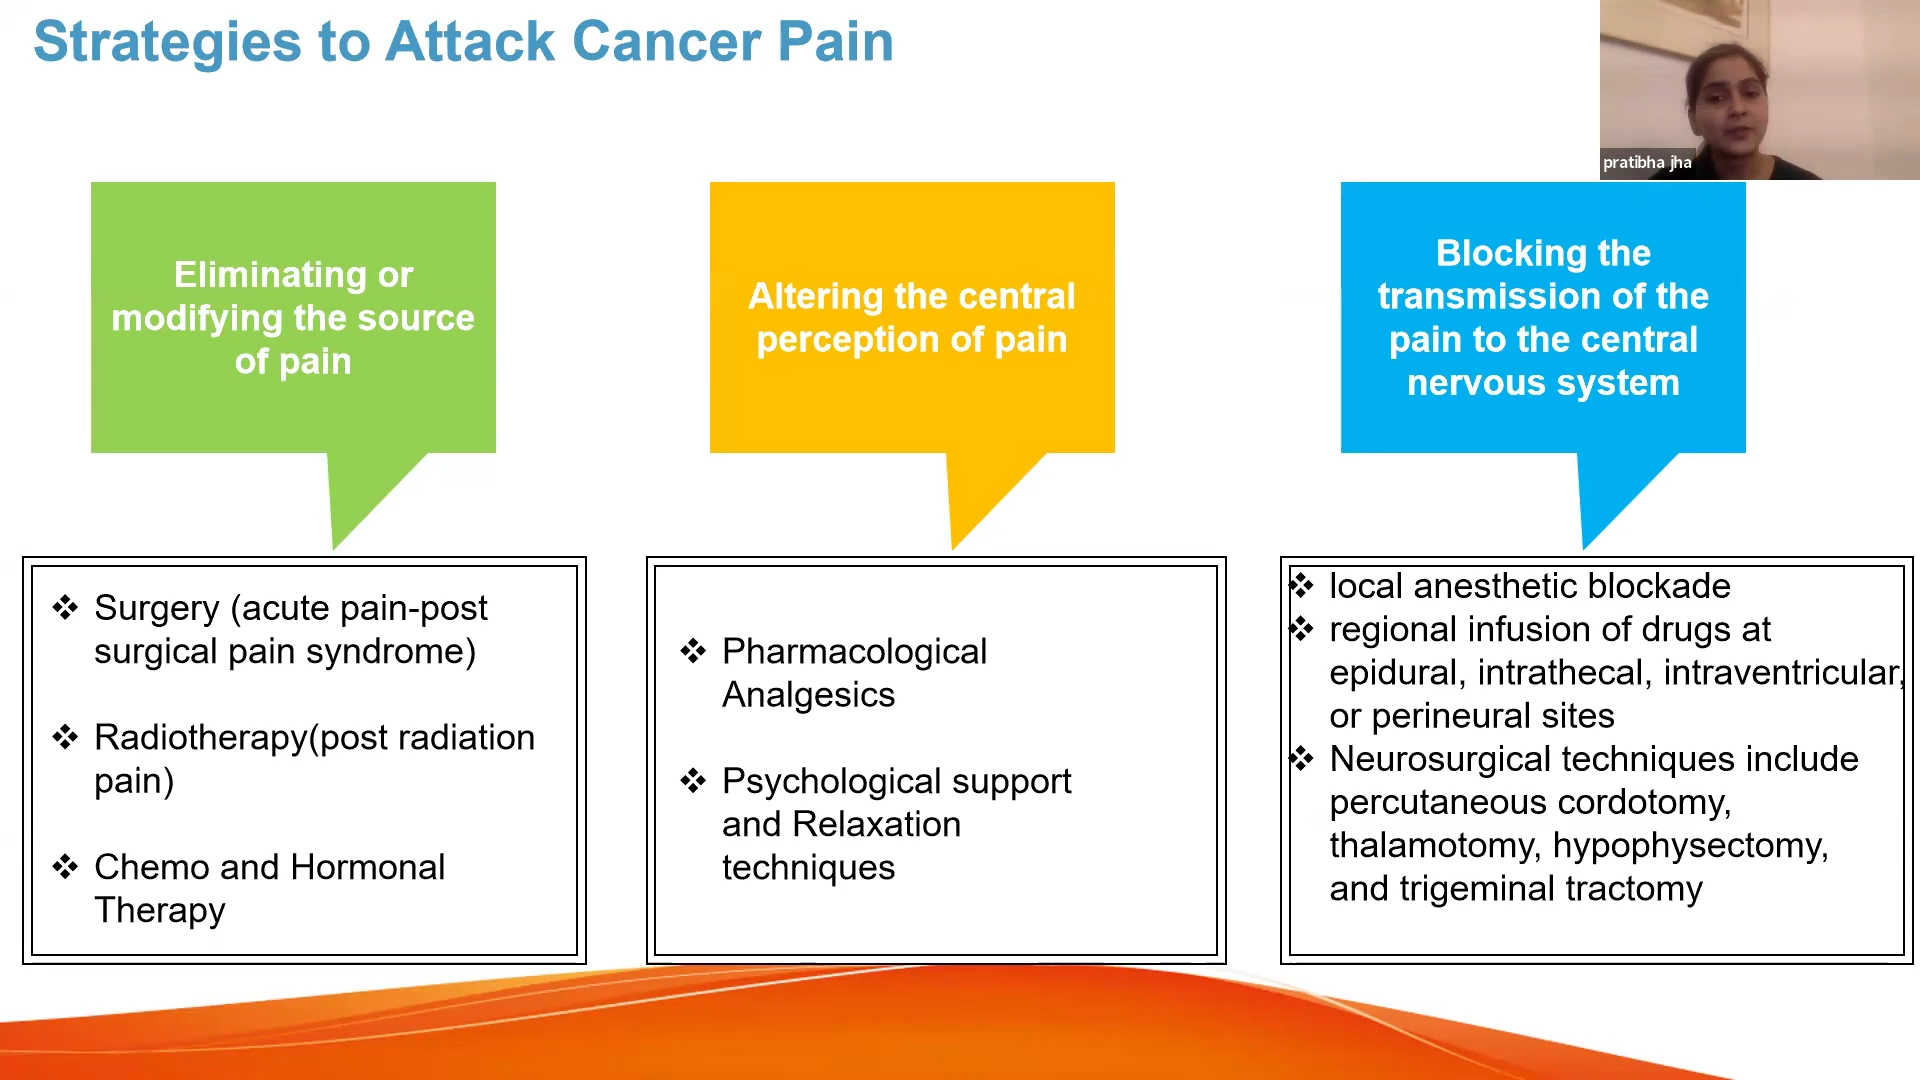 Strategies to Attack Cancer Pain
pratibha jha
Eliminating or
modifying the source
of pain
Altering the central
perception of pain
Blocking the
transmission of the
pain to the central
nervous system
❖ Surgery (acute pain-post
surgical pain syndrome)
❖ Radiotherapy(post radiation
pain)
❖ Chemo and Hormonal
Therapy
❖ Pharmacological
Analgesics
❖ Psychological support
and Relaxation
techniques
❖ local anesthetic blockade
❖ regional infusion of drugs at
epidural, intrathecal, intraventricular,
or perineural sites
❖ Neurosurgical techniques include
percutaneous cordotomy,
thalamotomy, hypophysectomy,
and trigeminal tractomy